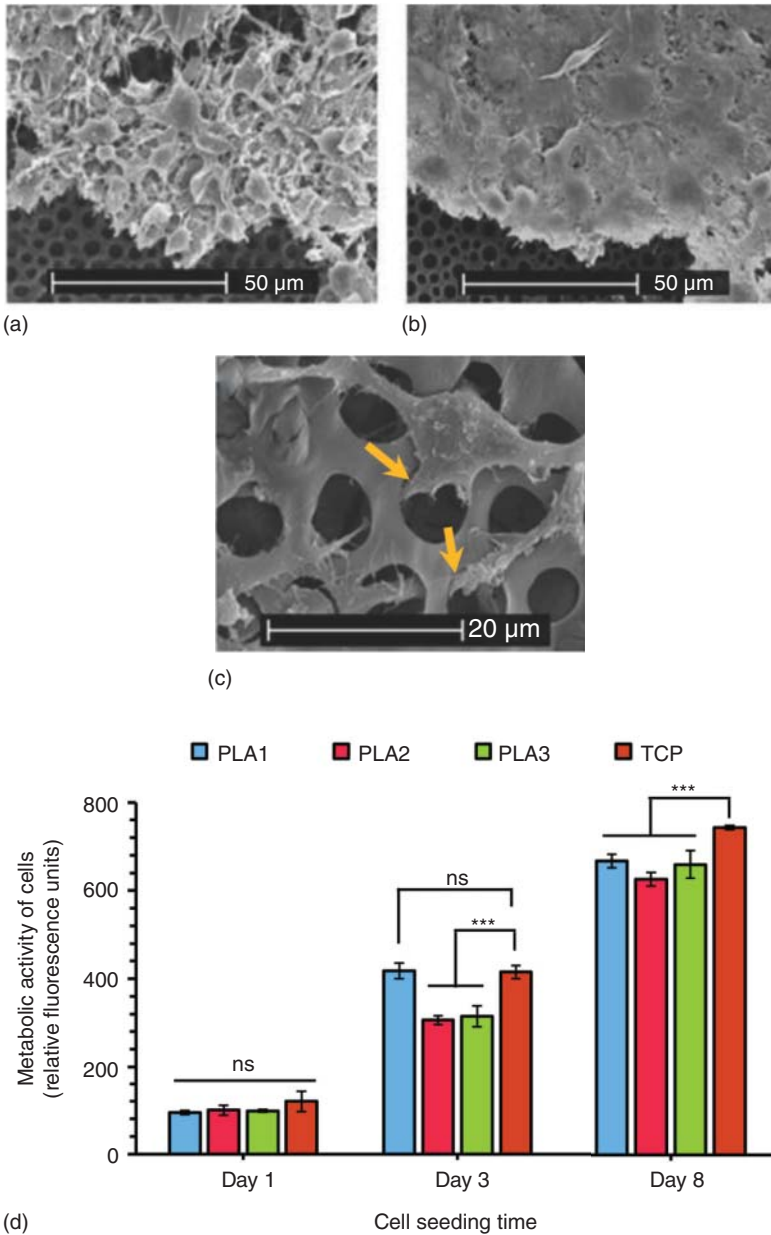 50 µm
50 µm
(a)
(b)
20 µm
(c)
PLA1 PLA2 PLA3 TCP
Metabolic activity of cells
(relative fluorescence units)
800
600
400
200
0
ns
ns
***
***
Day 1 Day 3 Day 8
(d)
Cell seeding time